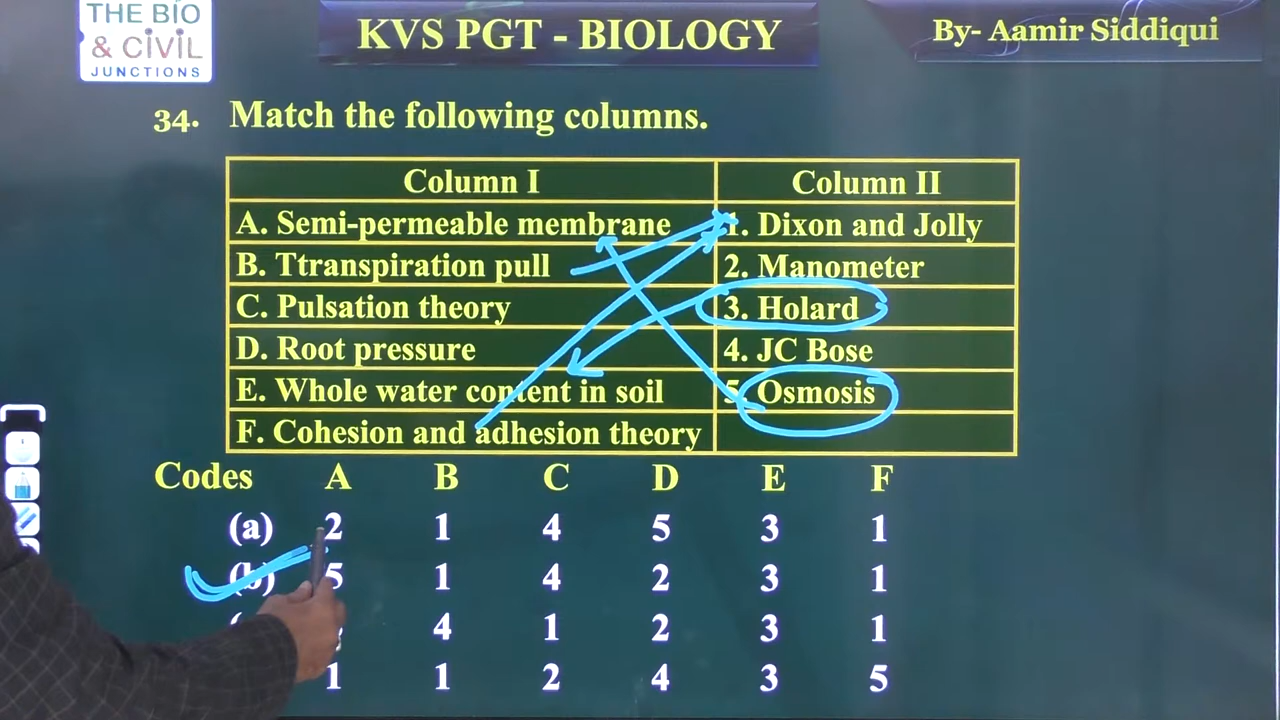 THE BIO
& CIVIL
JUNCTIONS
KVS PGT - BIOLOGY
By- Aamir Siddiqui
34. Match the following columns.
Column I Column II
A. Semi-permeable membrane 1. Dixon and Jolly
B. Ttranspiration pull 2. Manometer
C. Pulsation theory 3. Holard
D. Root pressure 4. JC Bose
E. Whole water content in soil 5. Osmosis
F. Cohesion and adhesion theory
Codes A B C D E F
(a) 2 1 4 5 3 1
(b) 5 1 4 2 3 1
4 1 2 3 1
1 1 2 4 3 5